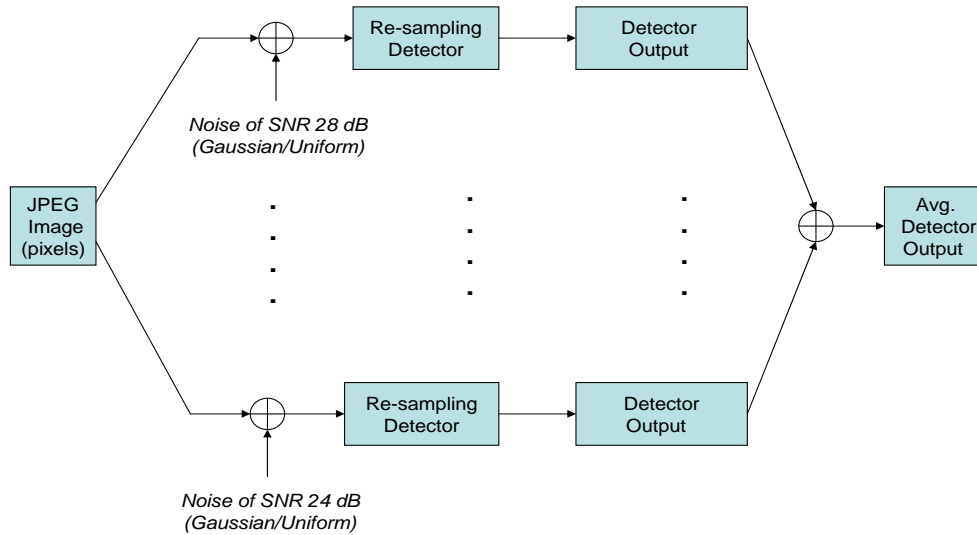 Re-sampling
Detector
Detector
Output
Noise of SNR 28 dB
(Gaussian/Uniform)
JPEG
Image
(pixels)
Avg.
Detector
Output
Re-sampling
Detector
Detector
Output
Noise of SNR 24 dB
(Gaussian/Uniform)